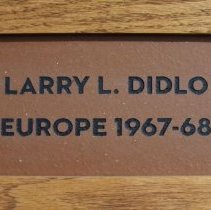 LARRY L. DIDLO
EUROPE 1967-68